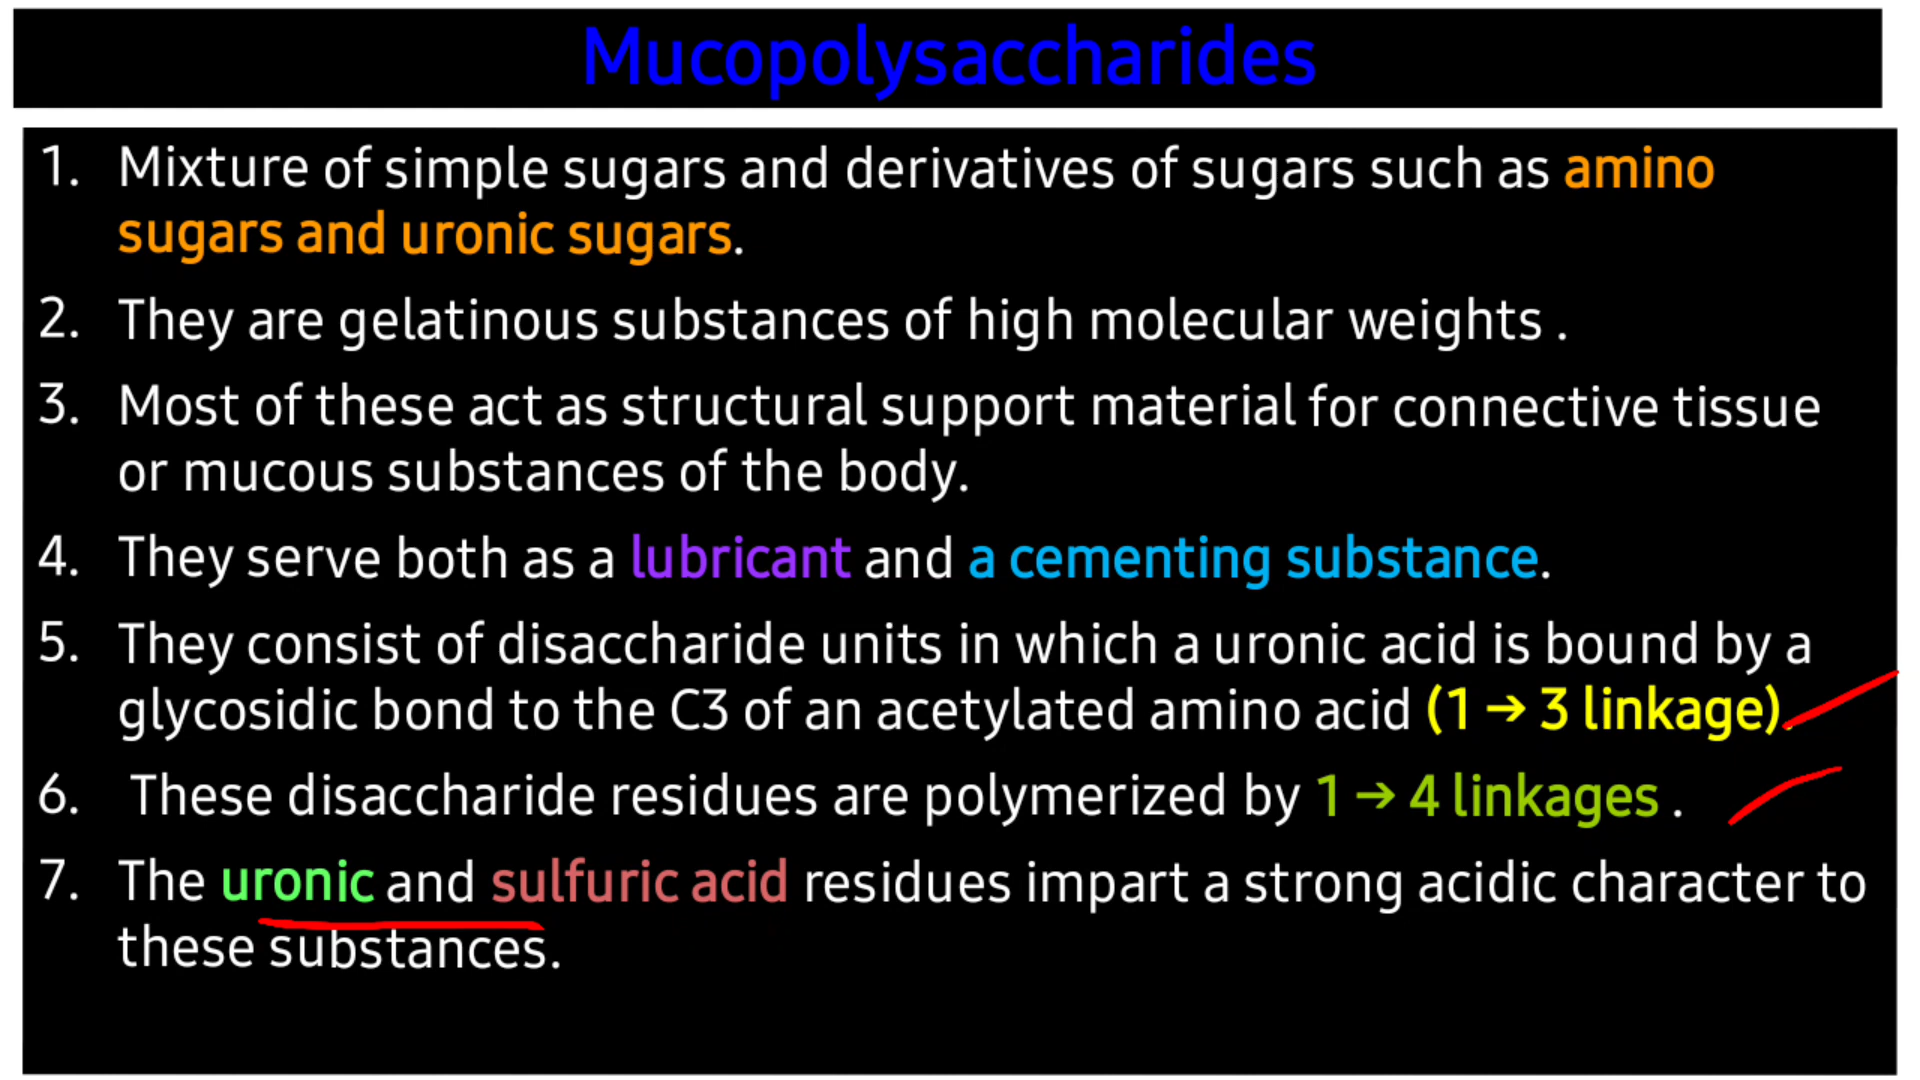 Mucopolysaccharides
1. Mixture of simple sugars and derivatives of sugars such as amino
sugars and uronic sugars.
2. They are gelatinous substances of high molecular weights .
3. Most of these act as structural support material for connective tissue
or mucous substances of the body.
4. They serve both as a lubricant and a cementing substance.
5. They consist of disaccharide units in which a uronic acid is bound by a
glycosidic bond to the C3 of an acetylated amino acid (1 → 3 linkage).
6. These disaccharide residues are polymerized by 1 → 4 linkages .
7. The uronic and sulfuric acid residues impart a strong acidic character to
these substances.